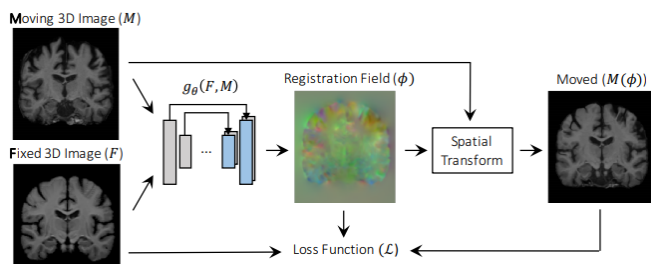 Moving 3D Image (M)
g_θ(F, M)
Registration Field (ϕ)
Moved (M(ϕ))
...
Spatial
Transform
Fixed 3D Image (F)
Loss Function (ℒ)